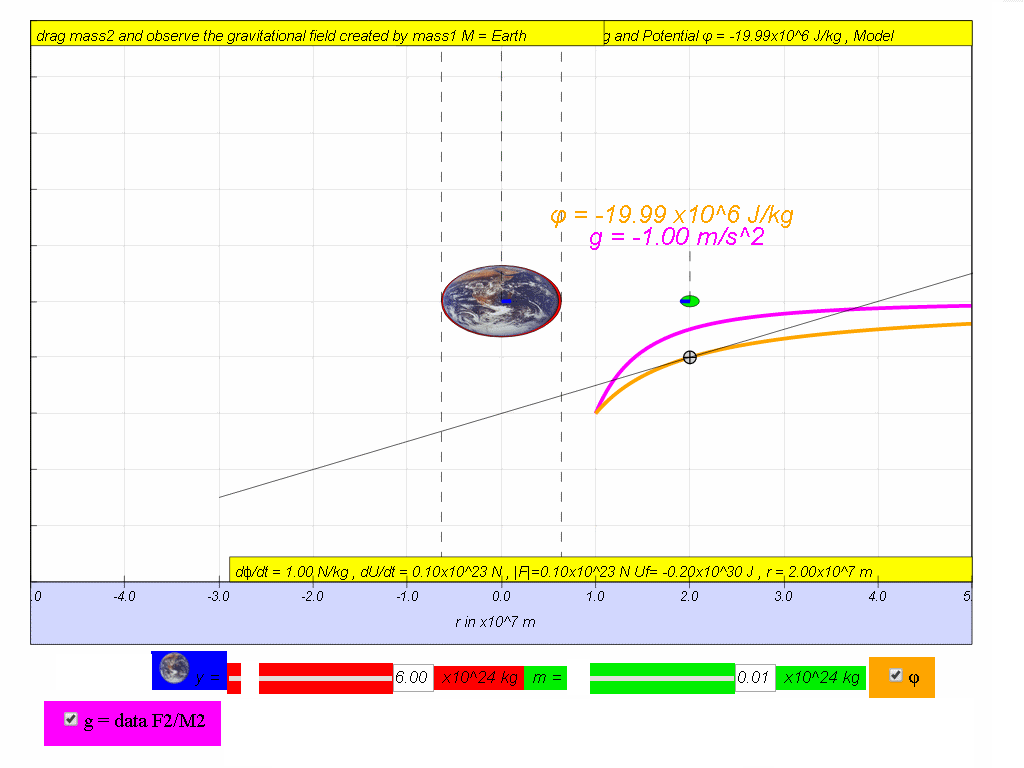 drag mass2 and observe the gravitational field created by mass1 M = Earth
g and Potential φ = -19.99x10^6 J/kg , Model
φ = -19.99 x10^6 J/kg
g = -1.00 m/s^2
dϕ/dt = 1.00 N/kg , dU/dt = 0.10x10^23 N , |F|=0.10x10^23 N Uf= -0.20x10^30 J , r = 2.00x10^7 m
.0 -4.0 -3.0 -2.0 -1.0 0.0 1.0 2.0 3.0 4.0 5.
r in x10^7 m
6.00 x10^24 kg m = 0.01 x10^24 kg φ
g = data F2/M2